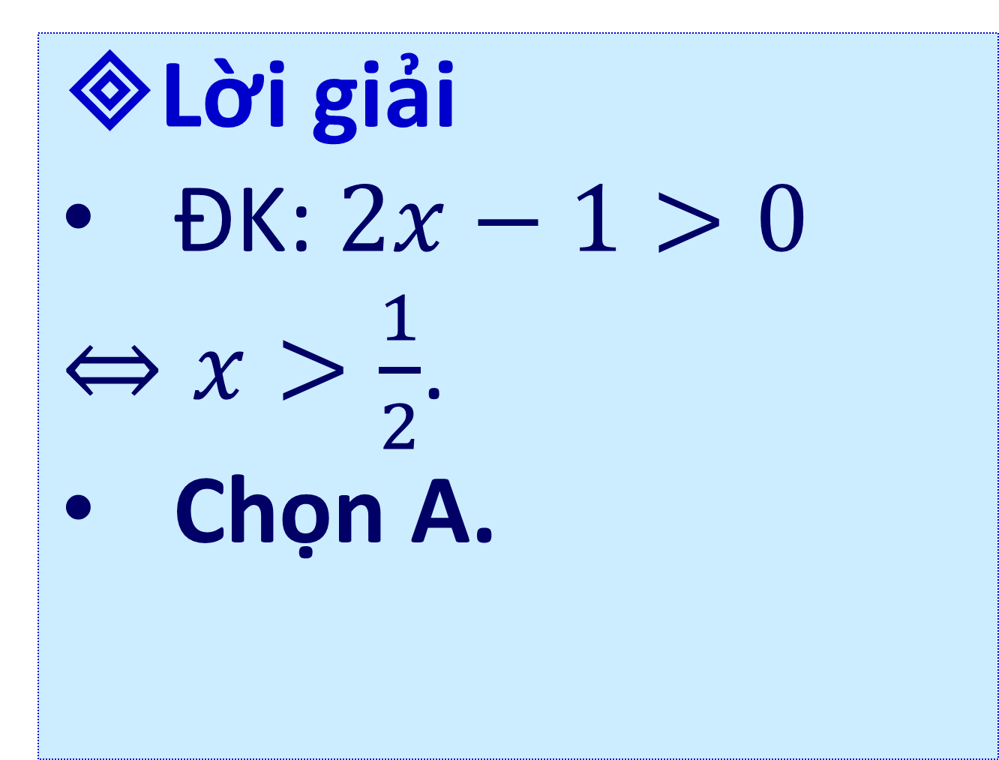 Lời giải
• ĐK: 2x − 1 > 0
⇔ x > 1/2.
• Chọn A.